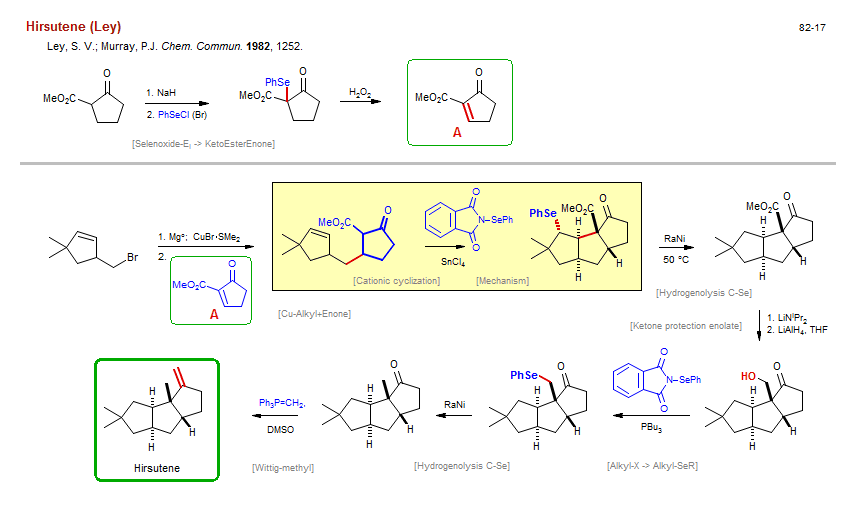 Hirsutene (Ley)
82-17
Ley, S. V.; Murray, P.J. Chem. Commun. 1982, 1252.
O
MeO₂C
1. NaH
2. PhSeCl (Br)
PhSe
O
MeO₂C
H₂O₂
O
MeO₂C
A
[Selenoxide-Eᵢ -> KetoEsterEnone]
Br
1. Mg°; CuBr·SMe₂
2.
O
MeO₂C
A
[Cu-Alkyl+Enone]
MeO₂C
O
O
N–SePh
O
SnCl₄
[Cationic cyclization]
[Mechanism]
PhSe
MeO₂C
O
H
H
H
RaNi
50 °C
[Hydrogenolysis C-Se]
MeO₂C
O
H
H
H
[Ketone protection enolate]
1. LiNⁱPr₂
2. LiAlH₄, THF
HO
O
H
H
H
O
N–SePh
O
PBu₃
[Alkyl-X -> Alkyl-SeR]
PhSe
O
H
H
H
RaNi
[Hydrogenolysis C-Se]
O
H
H
H
Ph₃P=CH₂,
DMSO
[Wittig-methyl]
H
H
H
Hirsutene